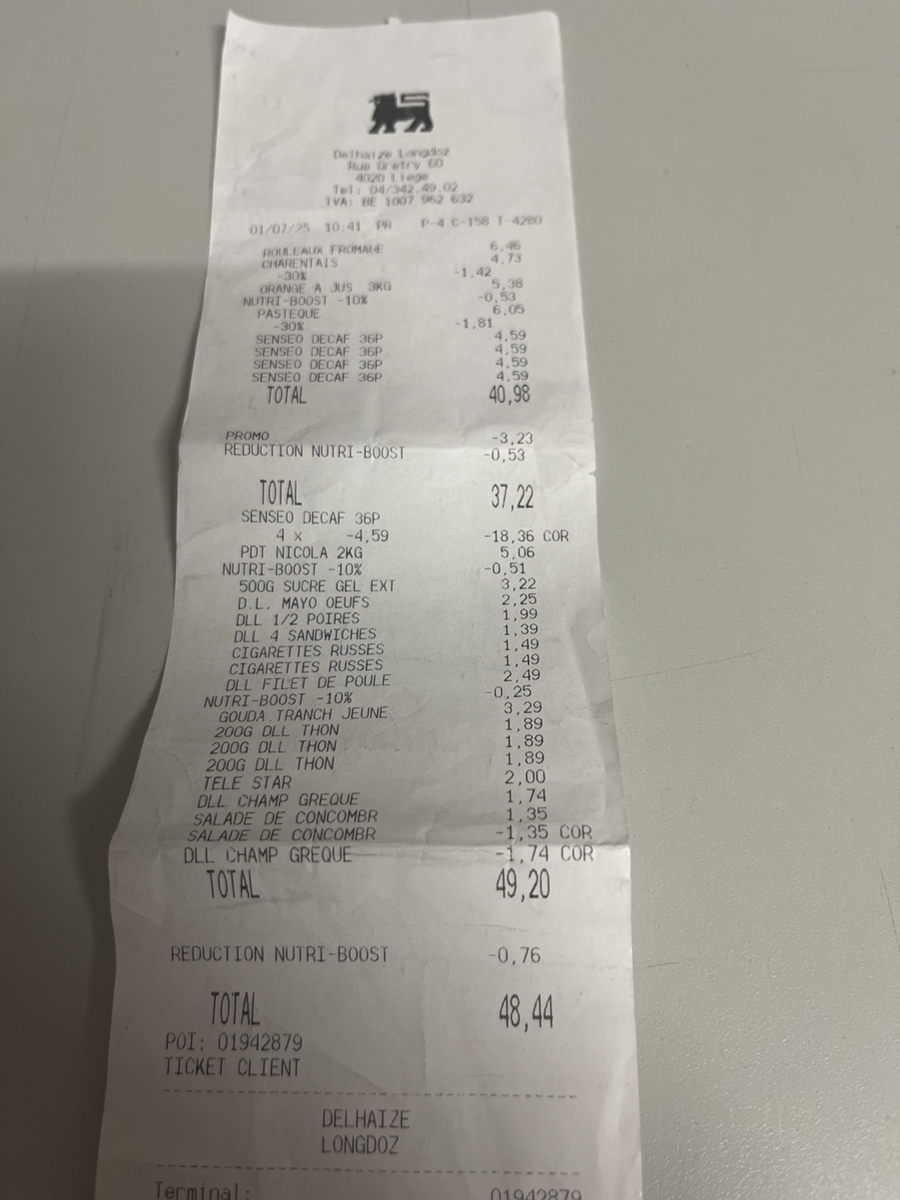 Delhaize Longdoz
Rue Gretry 60
4020 Liege
Tel: 04/342.49.02
IVA: BE 1007 962 632
01/07/25 10:41 PR P-4 C-158 T-4280
ROULEAUX FROMAGE 6,46
CHARENTAIS 4,73
-30% -1,42
ORANGE A JUS 3KG 5,38
NUTRI-BOOST -10% -0,53
PASTEQUE 6,05
-30% -1,81
SENSEO DECAF 36P 4,59
SENSEO DECAF 36P 4,59
SENSEO DECAF 36P 4,59
SENSEO DECAF 36P 4,59
TOTAL 40,98
PROMO -3,23
REDUCTION NUTRI-BOOST -0,53
TOTAL 37,22
SENSEO DECAF 36P
4 x -4,59 -18,36 COR
PDT NICOLA 2KG 5,06
NUTRI-BOOST -10% -0,51
500G SUCRE GEL EXT 3,22
D.L. MAYO OEUFS 2,25
DLL 1/2 POIRES 1,99
DLL 4 SANDWICHES 1,39
CIGARETTES RUSSES 1,49
CIGARETTES RUSSES 1,49
DLL FILET DE POULE 2,49
NUTRI-BOOST -10% -0,25
GOUDA TRANCH JEUNE 3,29
200G DLL THON 1,89
200G DLL THON 1,89
200G DLL THON 1,89
TELE STAR 2,00
DLL CHAMP GREQUE 1,74
SALADE DE CONCOMBR 1,35
SALADE DE CONCOMBR -1,35 COR
DLL CHAMP GREQUE -1,74 COR
TOTAL 49,20
REDUCTION NUTRI-BOOST -0,76
TOTAL 48,44
POI: 01942879
TICKET CLIENT
DELHAIZE
LONGDOZ
Terminal: 01942879